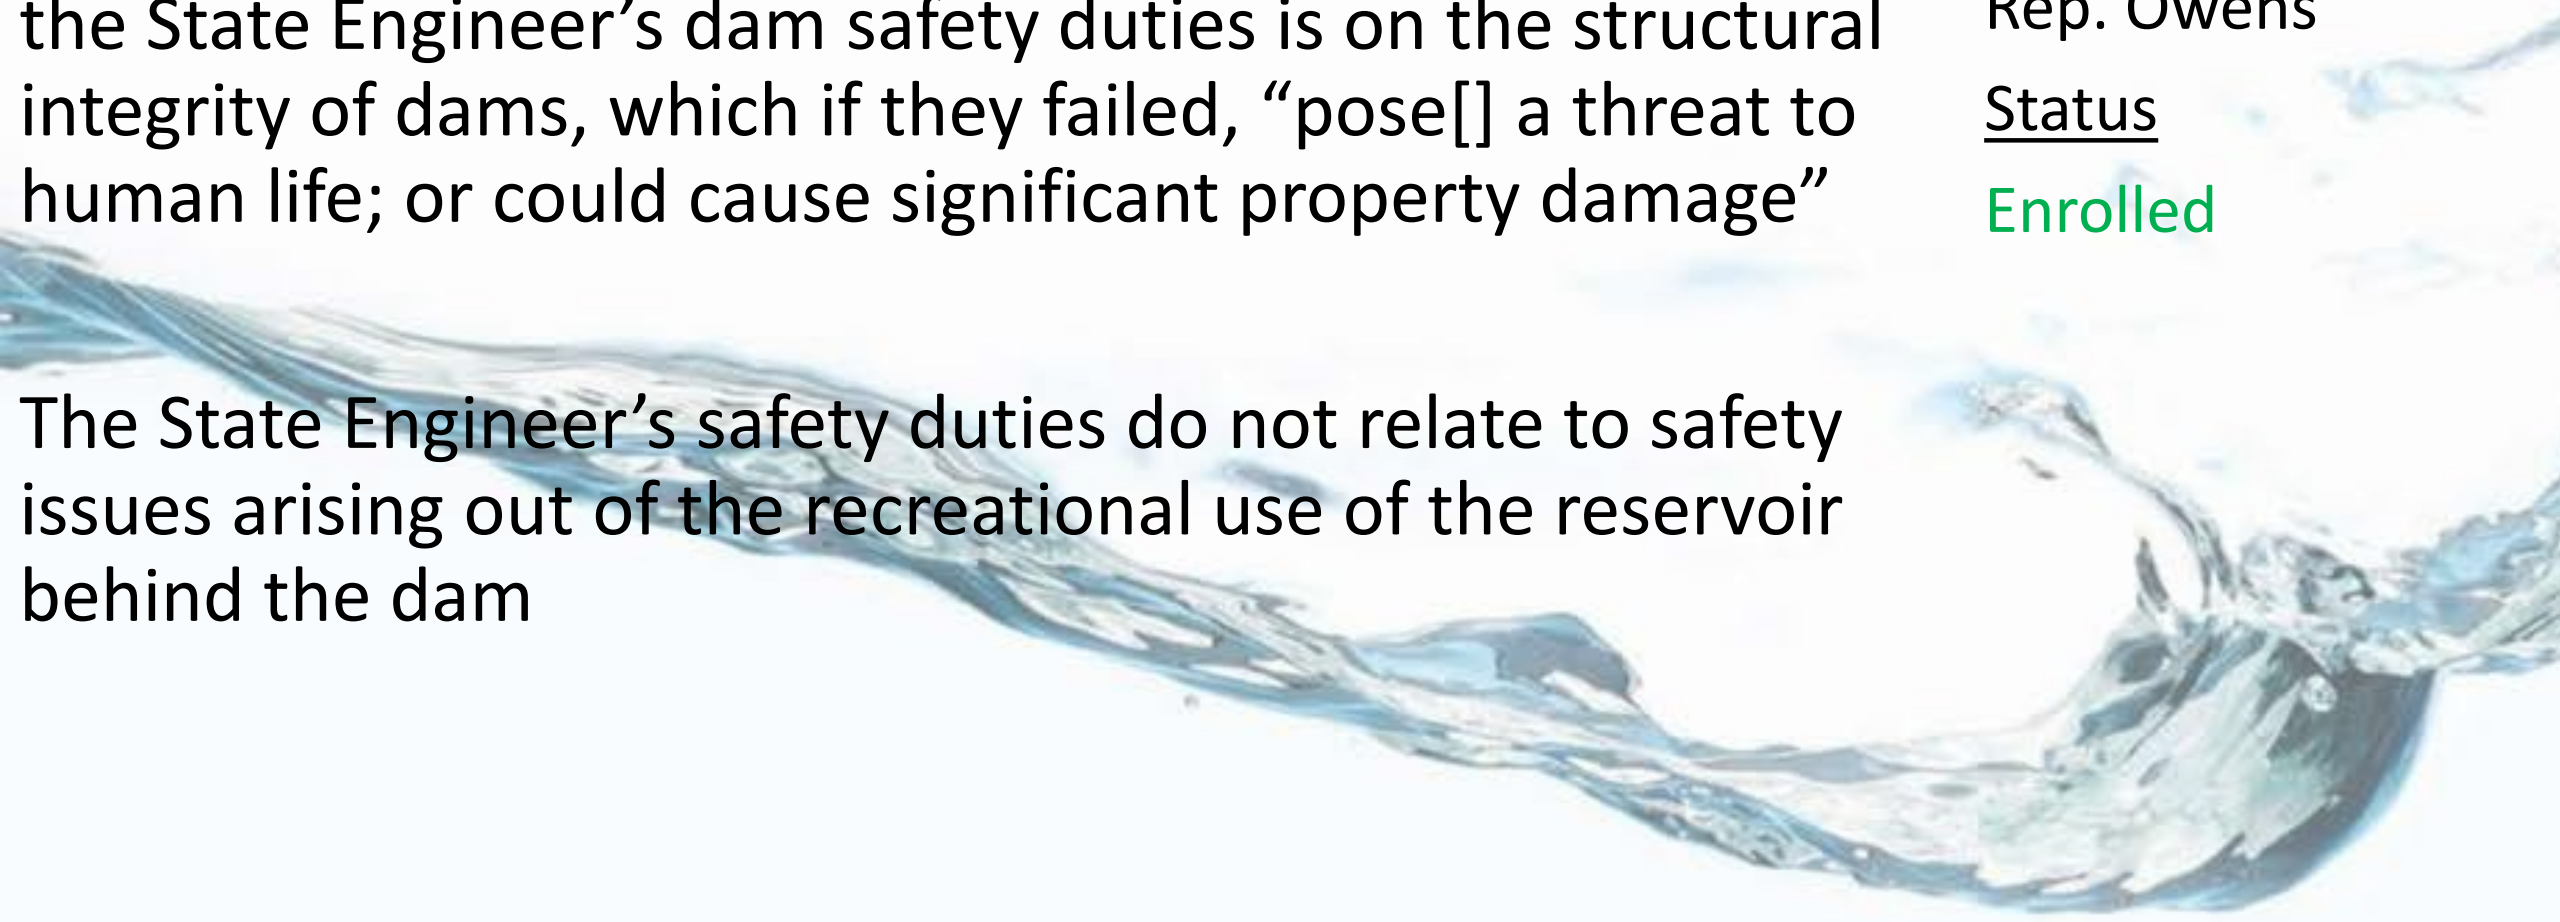 the State Engineer’s dam safety duties is on the structural
integrity of dams, which if they failed, “pose[] a threat to
human life; or could cause significant property damage”
The State Engineer’s safety duties do not relate to safety
issues arising out of the recreational use of the reservoir
behind the dam
Rep. Owens
Status
Enrolled